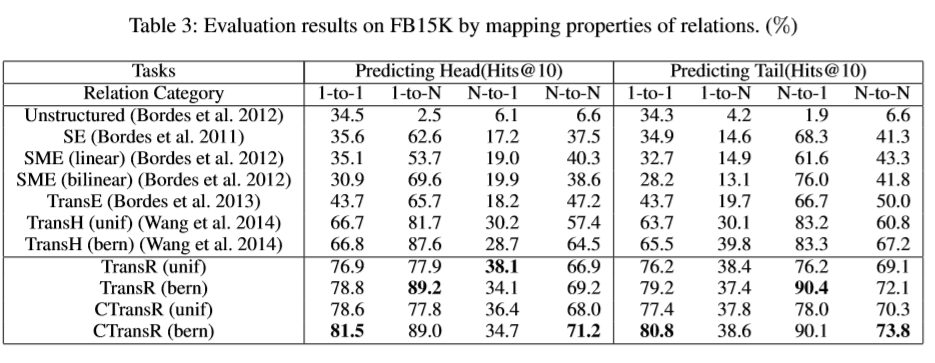 Table 3: Evaluation results on FB15K by mapping properties of relations. (%)
Tasks Predicting Head(Hits@10) Predicting Tail(Hits@10)
Relation Category 1-to-1 1-to-N N-to-1 N-to-N 1-to-1 1-to-N N-to-1 N-to-N
Unstructured (Bordes et al. 2012) 34.5 2.5 6.1 6.6 34.3 4.2 1.9 6.6
SE (Bordes et al. 2011) 35.6 62.6 17.2 37.5 34.9 14.6 68.3 41.3
SME (linear) (Bordes et al. 2012) 35.1 53.7 19.0 40.3 32.7 14.9 61.6 43.3
SME (bilinear) (Bordes et al. 2012) 30.9 69.6 19.9 38.6 28.2 13.1 76.0 41.8
TransE (Bordes et al. 2013) 43.7 65.7 18.2 47.2 43.7 19.7 66.7 50.0
TransH (unif) (Wang et al. 2014) 66.7 81.7 30.2 57.4 63.7 30.1 83.2 60.8
TransH (bern) (Wang et al. 2014) 66.8 87.6 28.7 64.5 65.5 39.8 83.3 67.2
TransR (unif) 76.9 77.9 38.1 66.9 76.2 38.4 76.2 69.1
TransR (bern) 78.8 89.2 34.1 69.2 79.2 37.4 90.4 72.1
CTransR (unif) 78.6 77.8 36.4 68.0 77.4 37.8 78.0 70.3
CTransR (bern) 81.5 89.0 34.7 71.2 80.8 38.6 90.1 73.8